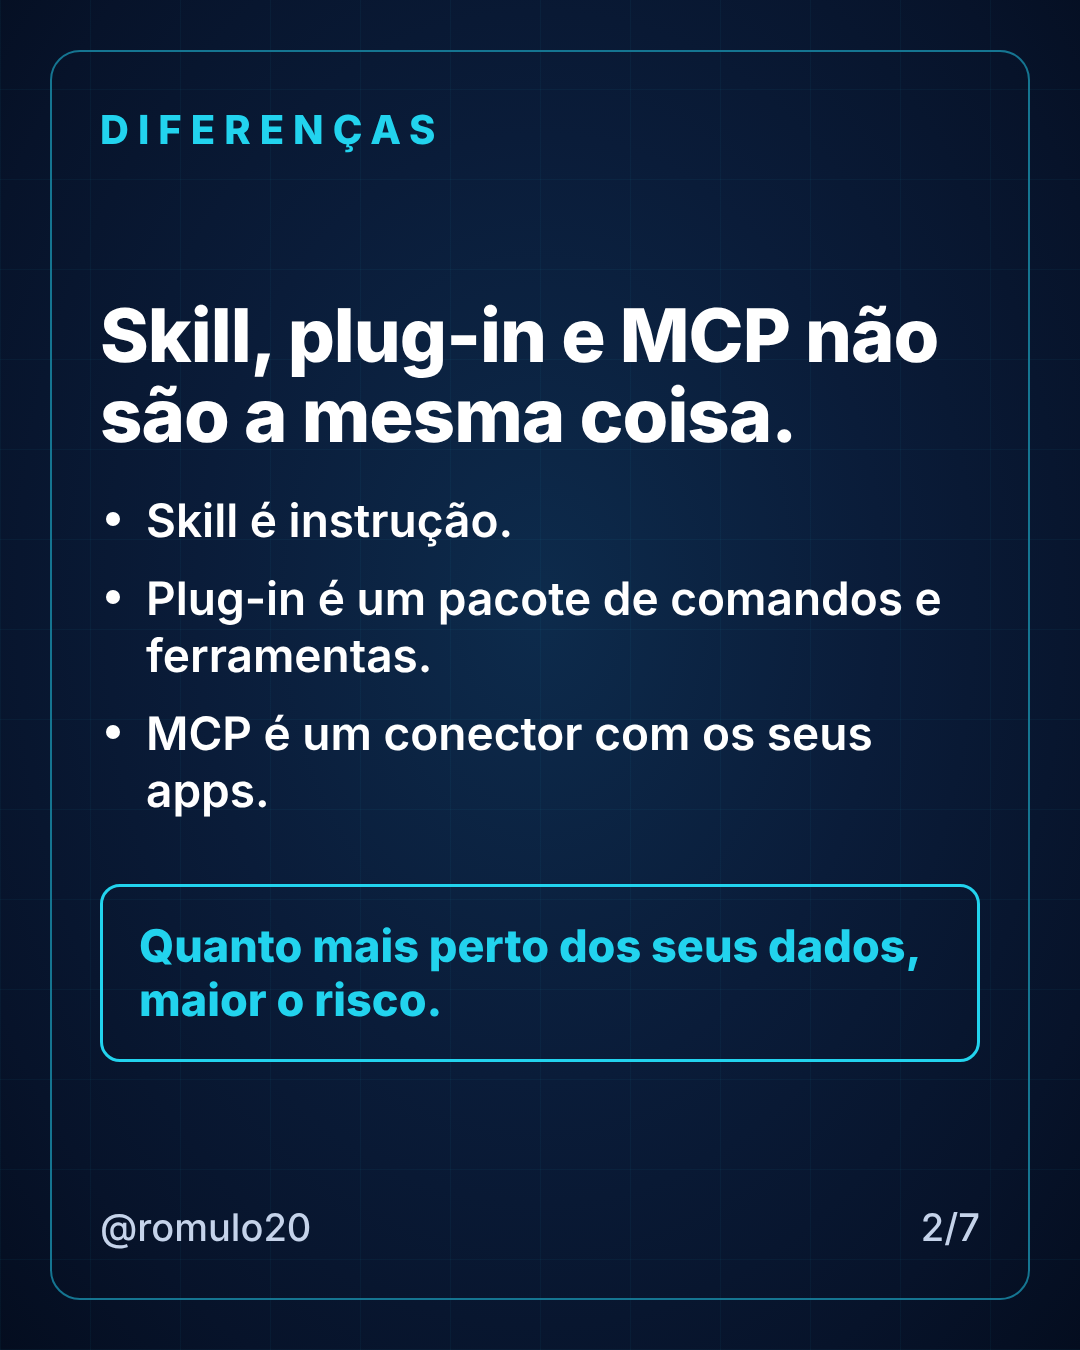 DIFERENÇAS
Skill, plug-in e MCP não
são a mesma coisa.
• Skill é instrução.
• Plug-in é um pacote de comandos e
ferramentas.
• MCP é um conector com os seus
apps.
Quanto mais perto dos seus dados,
maior o risco.
@romulo20
2/7